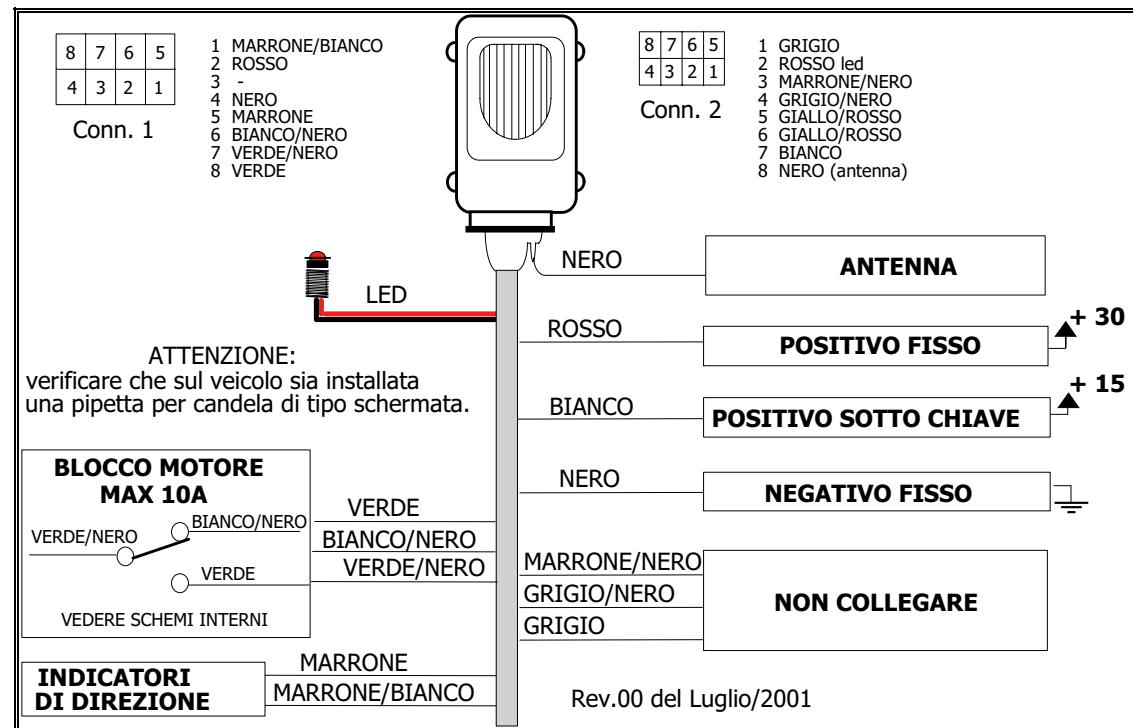 8 7 6 5
4 3 2 1
Conn. 1
1 MARRONE/BIANCO
2 ROSSO
3 -
4 NERO
5 MARRONE
6 BIANCO/NERO
7 VERDE/NERO
8 VERDE
8 7 6 5
4 3 2 1
Conn. 2
1 GRIGIO
2 ROSSO led
3 MARRONE/NERO
4 GRIGIO/NERO
5 GIALLO/ROSSO
6 GIALLO/ROSSO
7 BIANCO
8 NERO (antenna)
LED
NERO
ANTENNA
ROSSO
POSITIVO FISSO
+ 30
ATTENZIONE:
verificare che sul veicolo sia installata
una pipetta per candela di tipo schermata.
BIANCO
POSITIVO SOTTO CHIAVE
+ 15
NERO
NEGATIVO FISSO
BLOCCO MOTORE
MAX 10A
VERDE/NERO
BIANCO/NERO
VERDE
VEDERE SCHEMI INTERNI
VERDE
BIANCO/NERO
VERDE/NERO
MARRONE/NERO
GRIGIO/NERO
GRIGIO
NON COLLEGARE
INDICATORI
DI DIREZIONE
MARRONE
MARRONE/BIANCO
Rev.00 del Luglio/2001